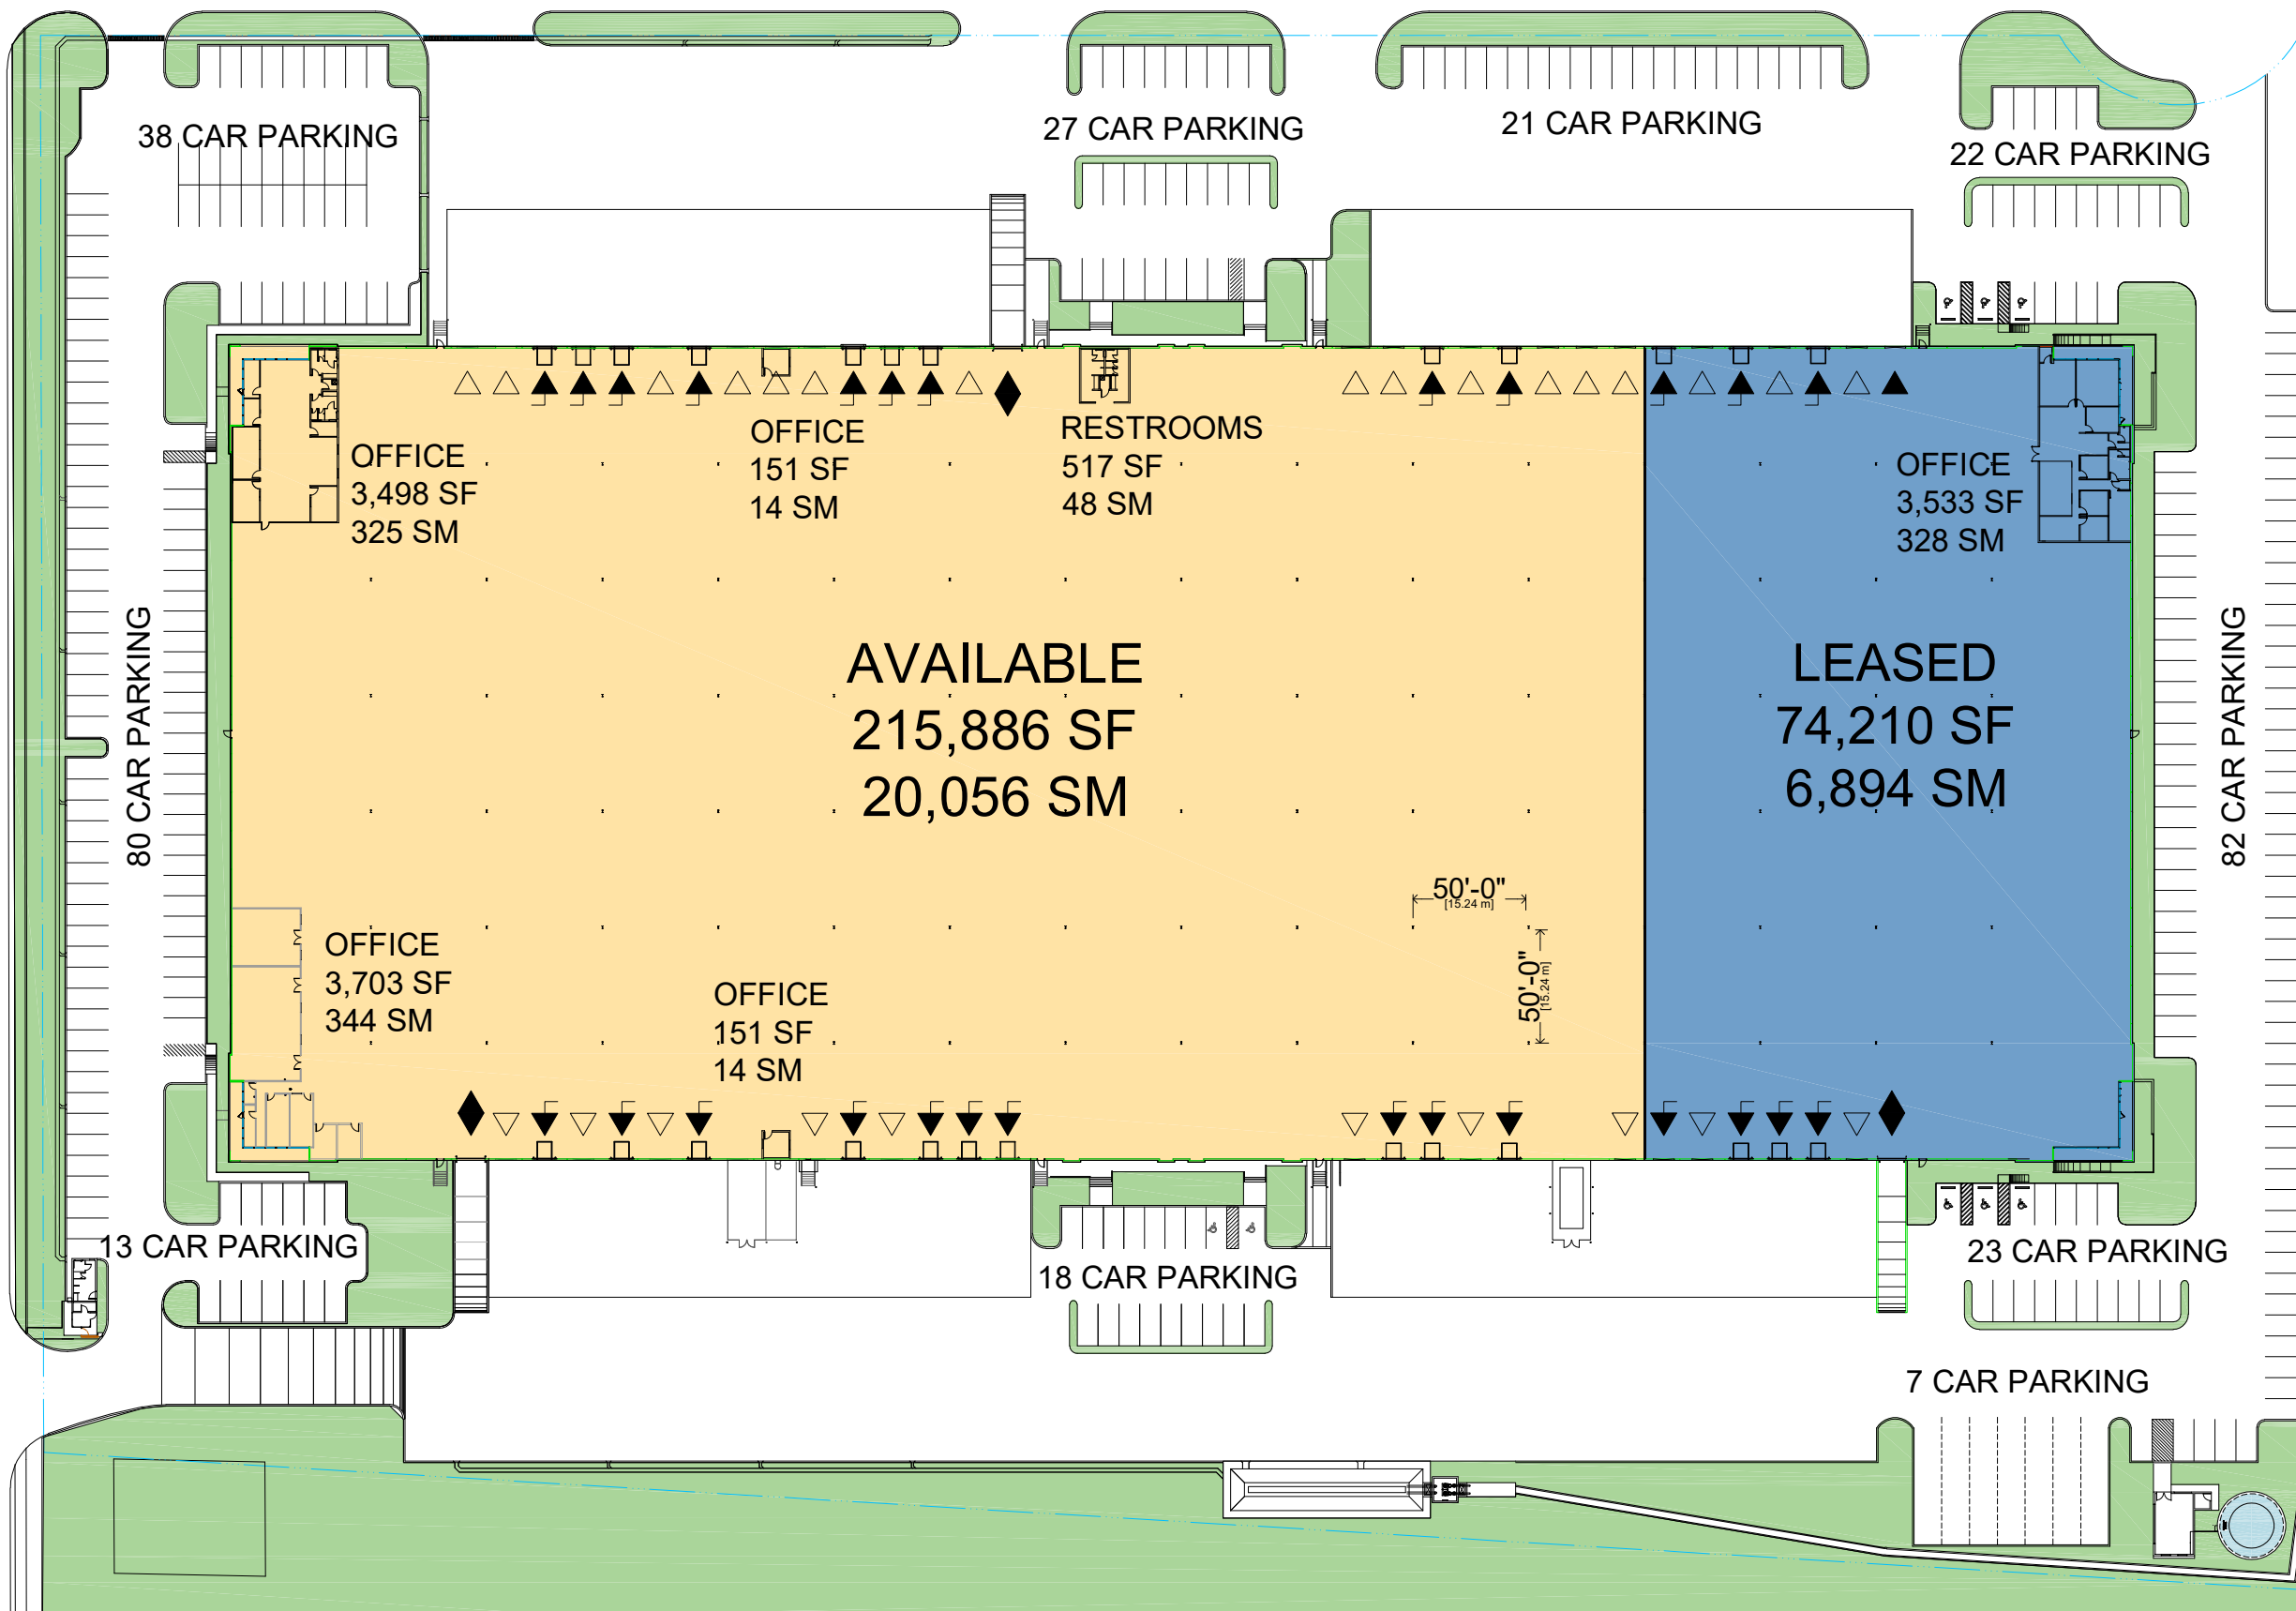 38 CAR PARKING
27 CAR PARKING
21 CAR PARKING
22 CAR PARKING
OFFICE
3,498 SF
325 SM
OFFICE
151 SF
14 SM
RESTROOMS
517 SF
48 SM
OFFICE
3,533 SF
328 SM
80 CAR PARKING
AVAILABLE
215,886 SF
20,056 SM
LEASED
74,210 SF
6,894 SM
82 CAR PARKING
50'-0"
[15.24 m]
50'-0"
[15.24 m]
OFFICE
3,703 SF
344 SM
OFFICE
151 SF
14 SM
13 CAR PARKING
18 CAR PARKING
23 CAR PARKING
7 CAR PARKING